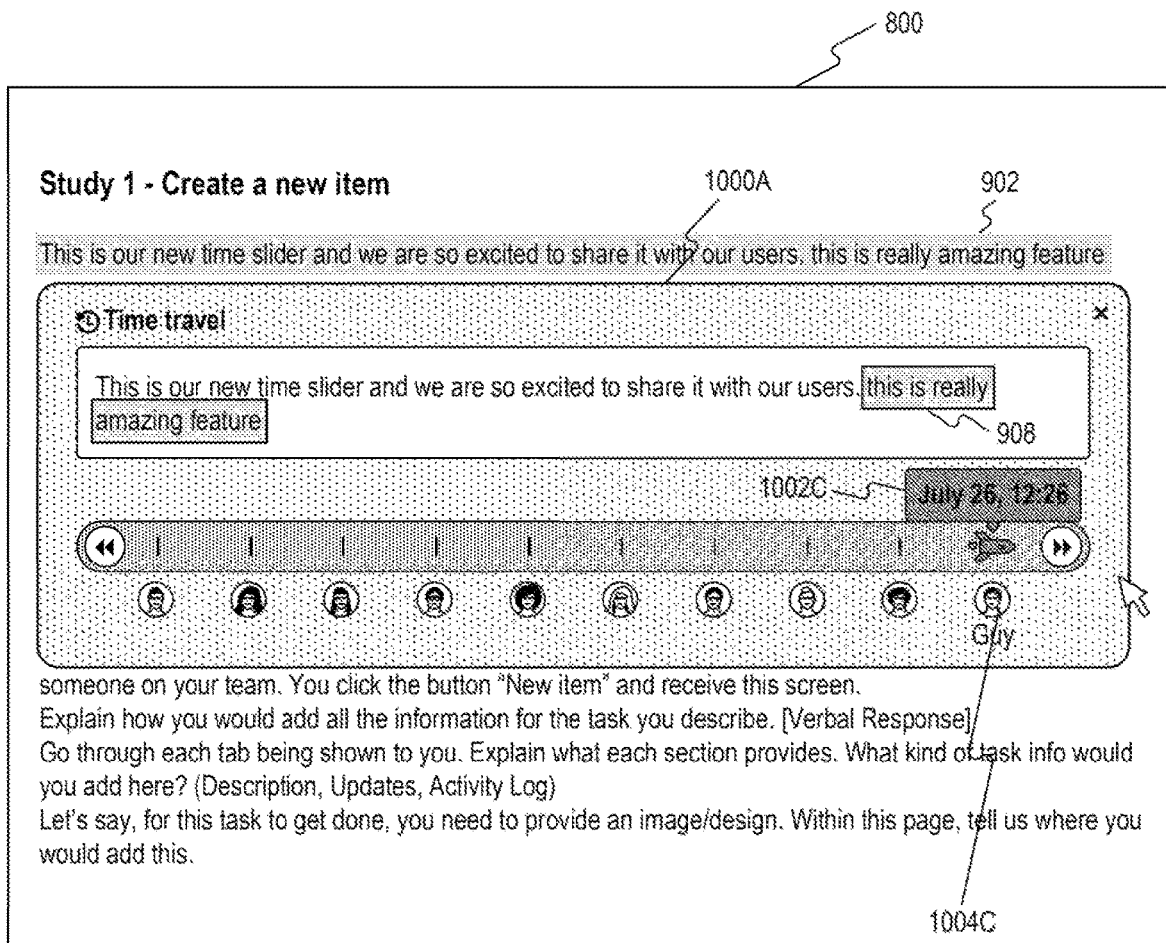 800
Study 1 - Create a new item
1000A
902
This is our new time slider and we are so excited to share it with our users. this is really amazing feature
Time travel
×
This is our new time slider and we are so excited to share it with our users. this is really
amazing feature
908
1002C
July 26, 12:26
Guy
someone on your team. You click the button "New item" and receive this screen.
Explain how you would add all the information for the task you describe. [Verbal Response]
Go through each tab being shown to you. Explain what each section provides. What kind of task info would
you add here? (Description, Updates, Activity Log)
Let's say, for this task to get done, you need to provide an image/design. Within this page, tell us where you
would add this.
1004C